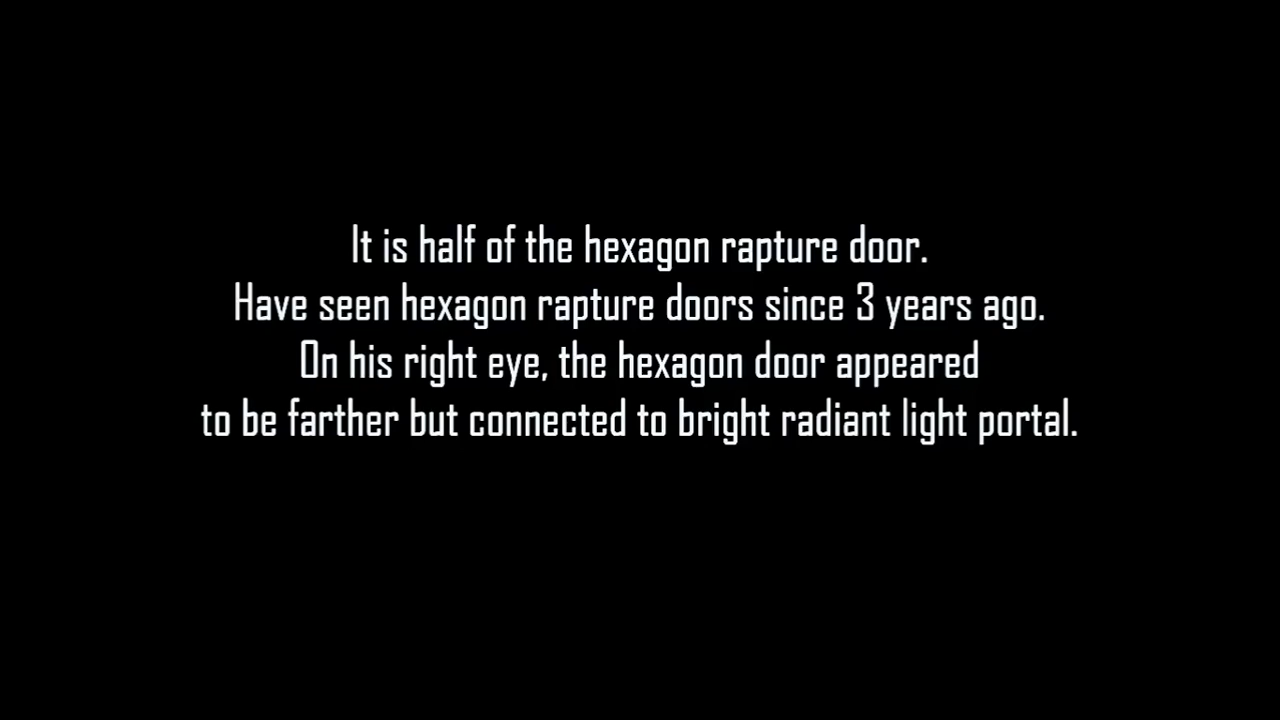 It is half of the hexagon rapture door.
Have seen hexagon rapture doors since 3 years ago.
On his right eye, the hexagon door appeared
to be farther but connected to bright radiant light portal.